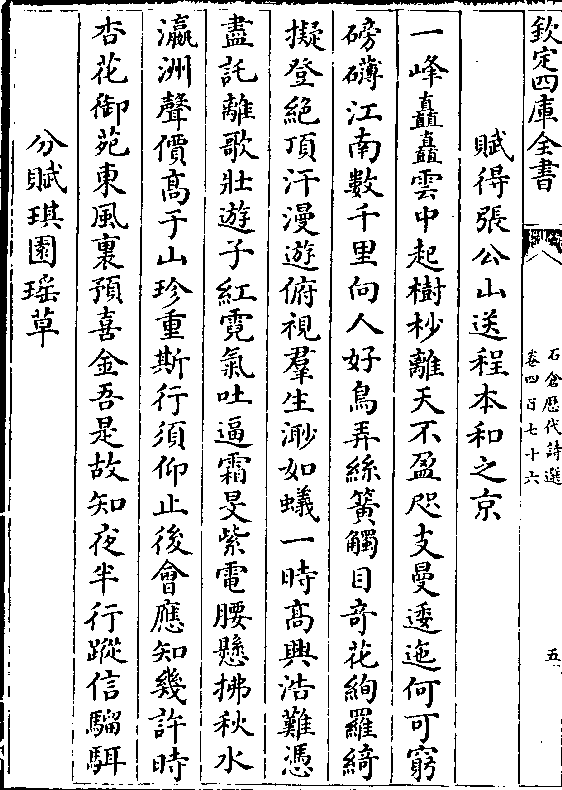 欽定四庫全書
石倉歷代詩選
卷四百七十六
五
賦得張公山送程本和之京
一峰矗矗雲中起樹杪離天不盈咫支曼逶迤何可窮
磅礴江南數千里向人好鳥弄絲簧觸目奇花絢羅綺
擬登絕頂汗漫遊俯視羣生渺如蟻一時髙興浩難憑
盡託離歌壯遊子紅霓氣吐逼霜旻紫電腰懸拂秋水
瀛洲聲價髙于山珍重斯行須仰止後會應知幾許時
杏花御苑東風裏預喜金吾是故知夜半行蹤信騮駬
分賦琪園瑶草